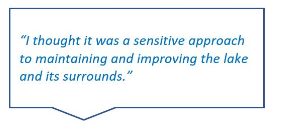 “I thought it was a sensitive approach
to maintaining and improving the lake
and its surrounds.”